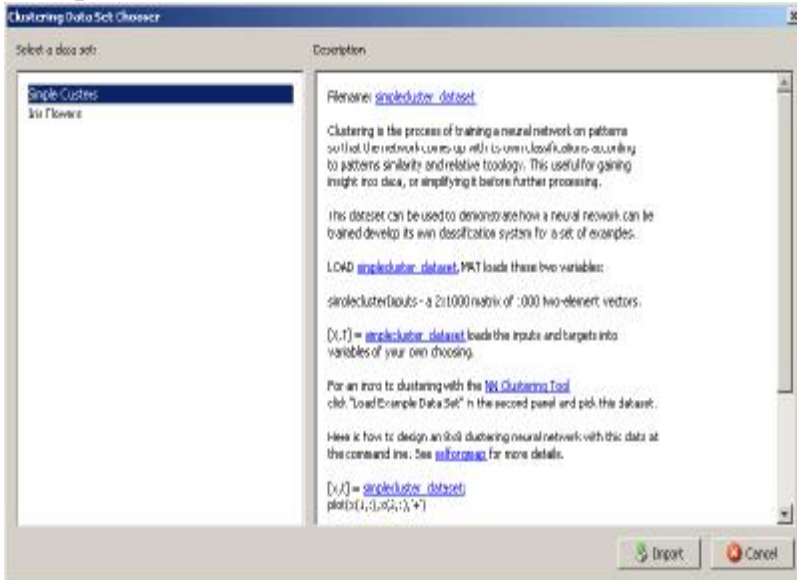 Clustering Data Set Chooser
Select a data set:
Description
Simple Clusters
Iris Flowers
Filename: simplecluster_dataset
Clustering is the process of training a neural network on patterns
so that the network comes up with its own classifications according
to patterns similarity and relative topology. This useful for gaining
insight into data, or simplifying it before further processing.
This dataset can be used to demonstrate how a neural network can be
trained develop its own classification system for a set of examples.
LOAD simplecluster_dataset.MAT loads these two variables:
simpleclusterInputs - a 2x1000 matrix of 1000 two-element vectors.
[X,T] = simplecluster_dataset loads the inputs and targets into
variables of your own choosing.
For an intro to clustering with the NN Clustering Tool
click "Load Example Data Set" in the second panel and pick this dataset.
Here is how to design an 8x8 clustering neural network with this data at
the command line. See selforgmap for more details.
[x,t] = simplecluster_dataset;
plot(x(1,:),x(2,:),'+')
Import
Cancel